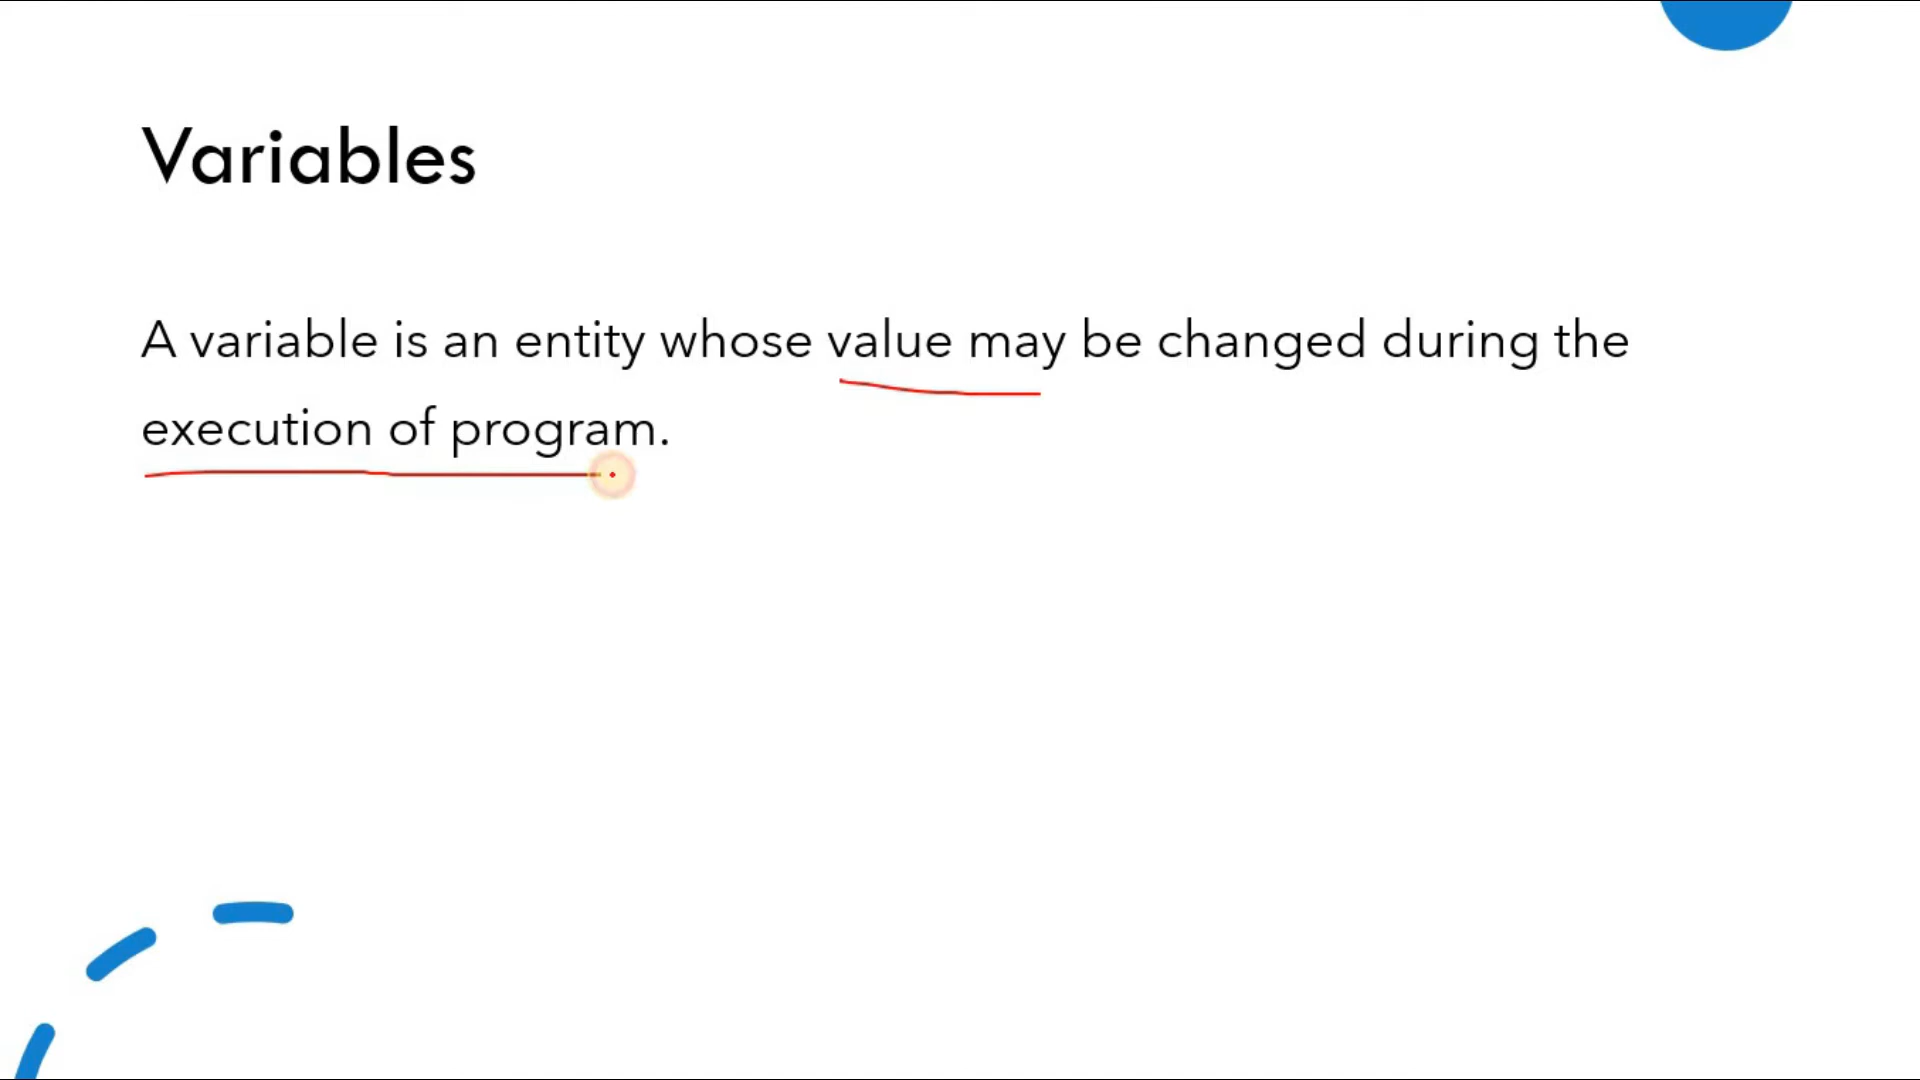 Variables
A variable is an entity whose value may be changed during the
execution of program.